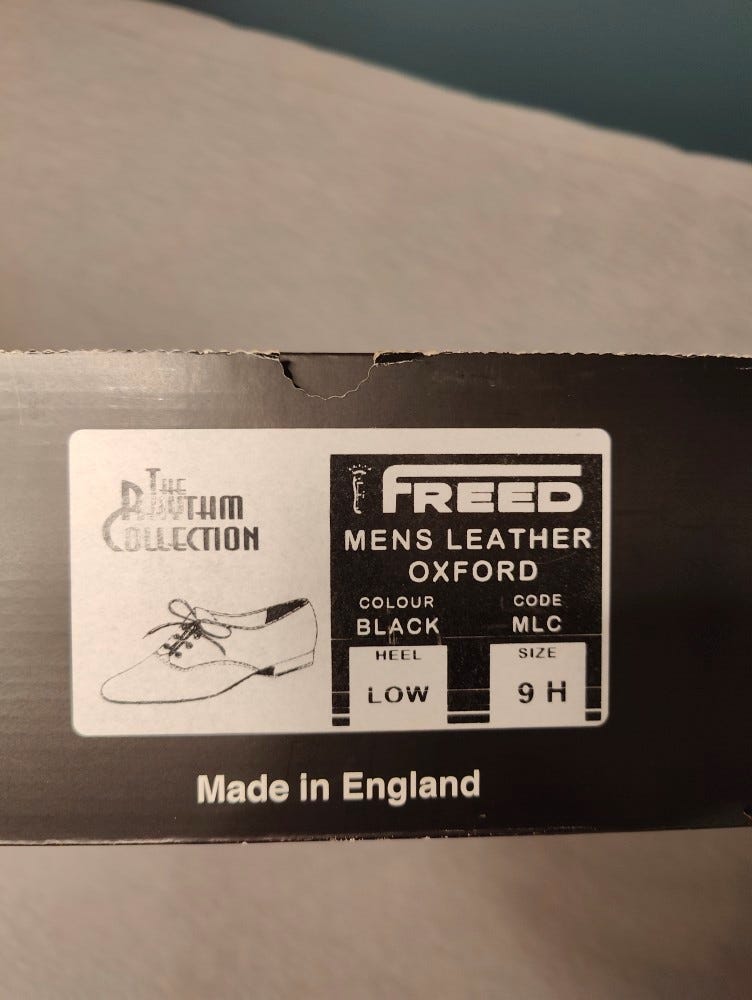 THE
RHYTHM
COLLECTION
FREED
MENS LEATHER
OXFORD
COLOUR CODE
BLACK MLC
HEEL SIZE
LOW 9 H
Made in England